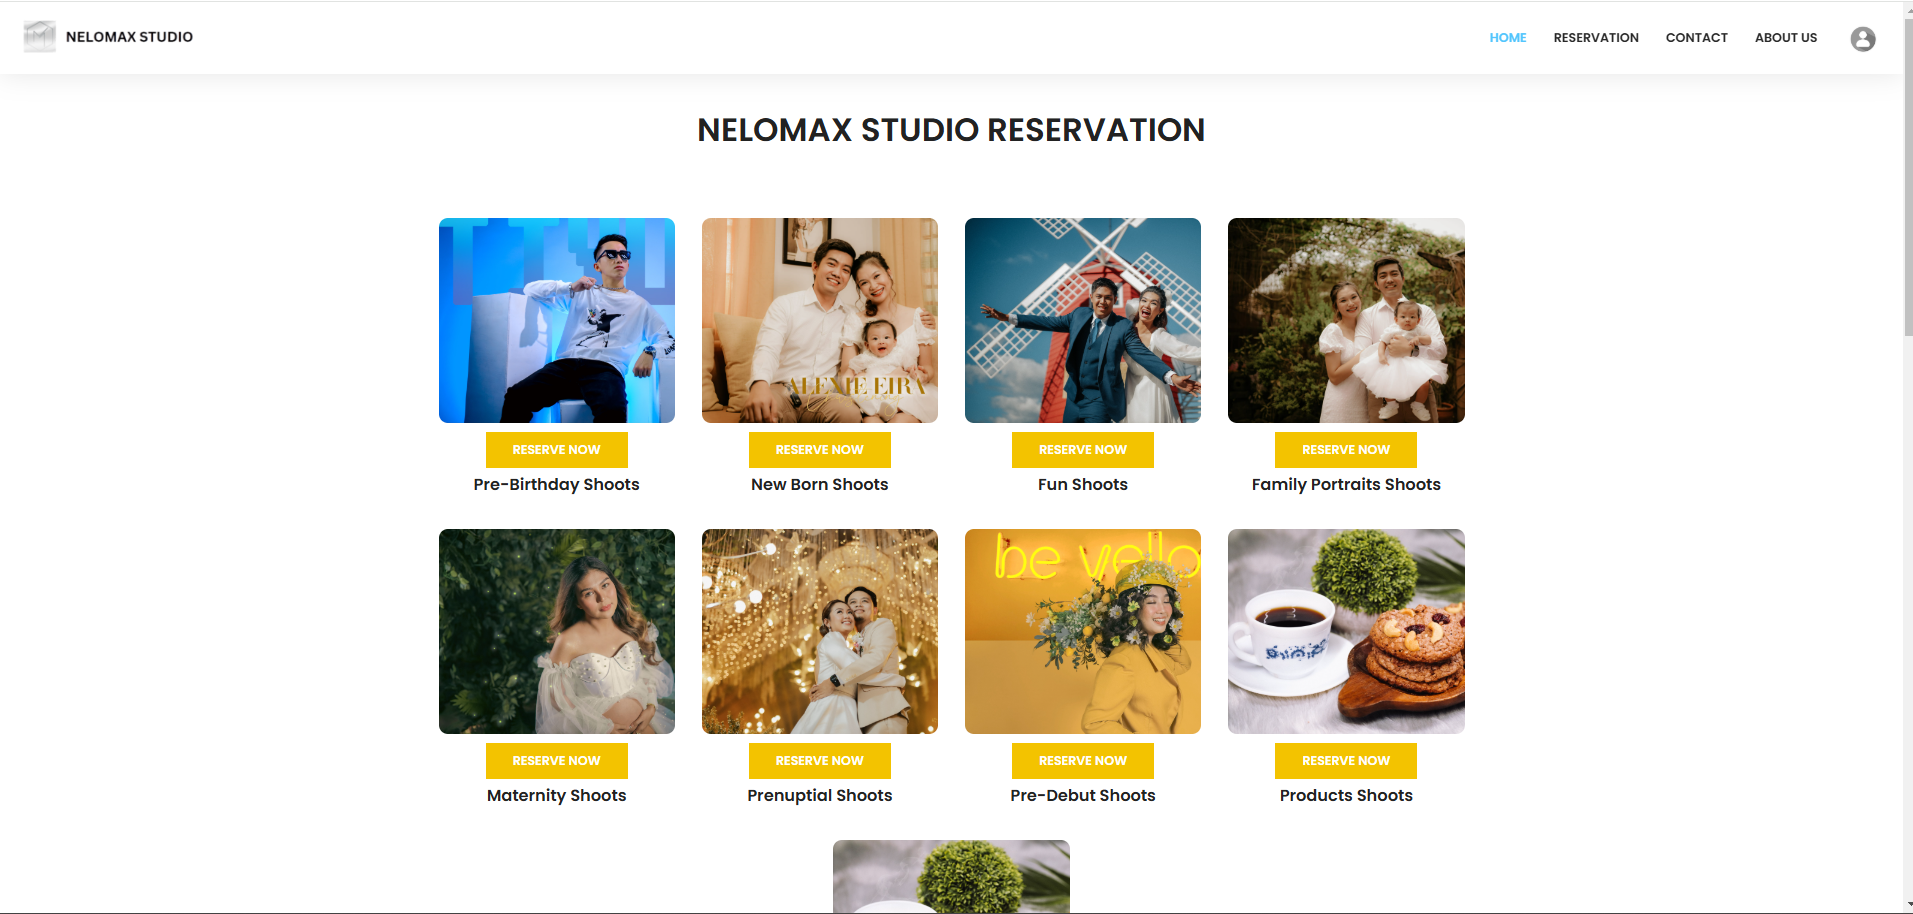 NELOMAX STUDIO
HOME RESERVATION CONTACT ABOUT US
NELOMAX STUDIO RESERVATION
ALEXIE EIRA
RESERVE NOW RESERVE NOW RESERVE NOW RESERVE NOW
Pre-Birthday Shoots New Born Shoots Fun Shoots Family Portraits Shoots
be yello
RESERVE NOW RESERVE NOW RESERVE NOW RESERVE NOW
Maternity Shoots Prenuptial Shoots Pre-Debut Shoots Products Shoots